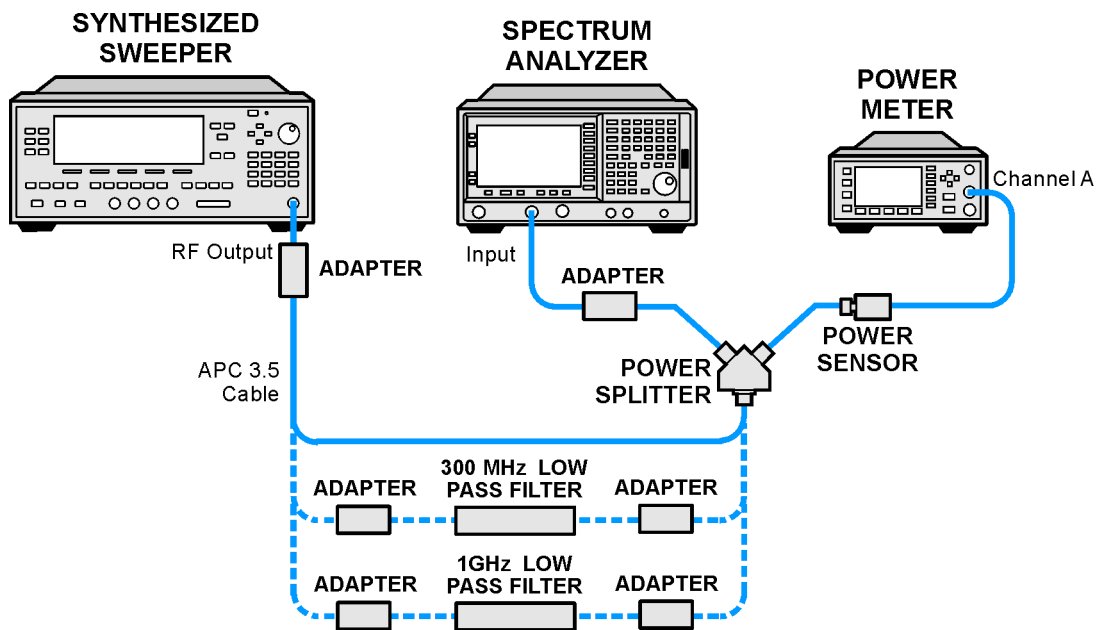 SYNTHESIZED
SWEEPER
SPECTRUM
ANALYZER
POWER
METER
Channel A
RF Output
ADAPTER
Input
ADAPTER
POWER
SENSOR
POWER
SPLITTER
APC 3.5
Cable
300 MHz LOW
PASS FILTER
ADAPTER
ADAPTER
1GHz LOW
PASS FILTER
ADAPTER
ADAPTER